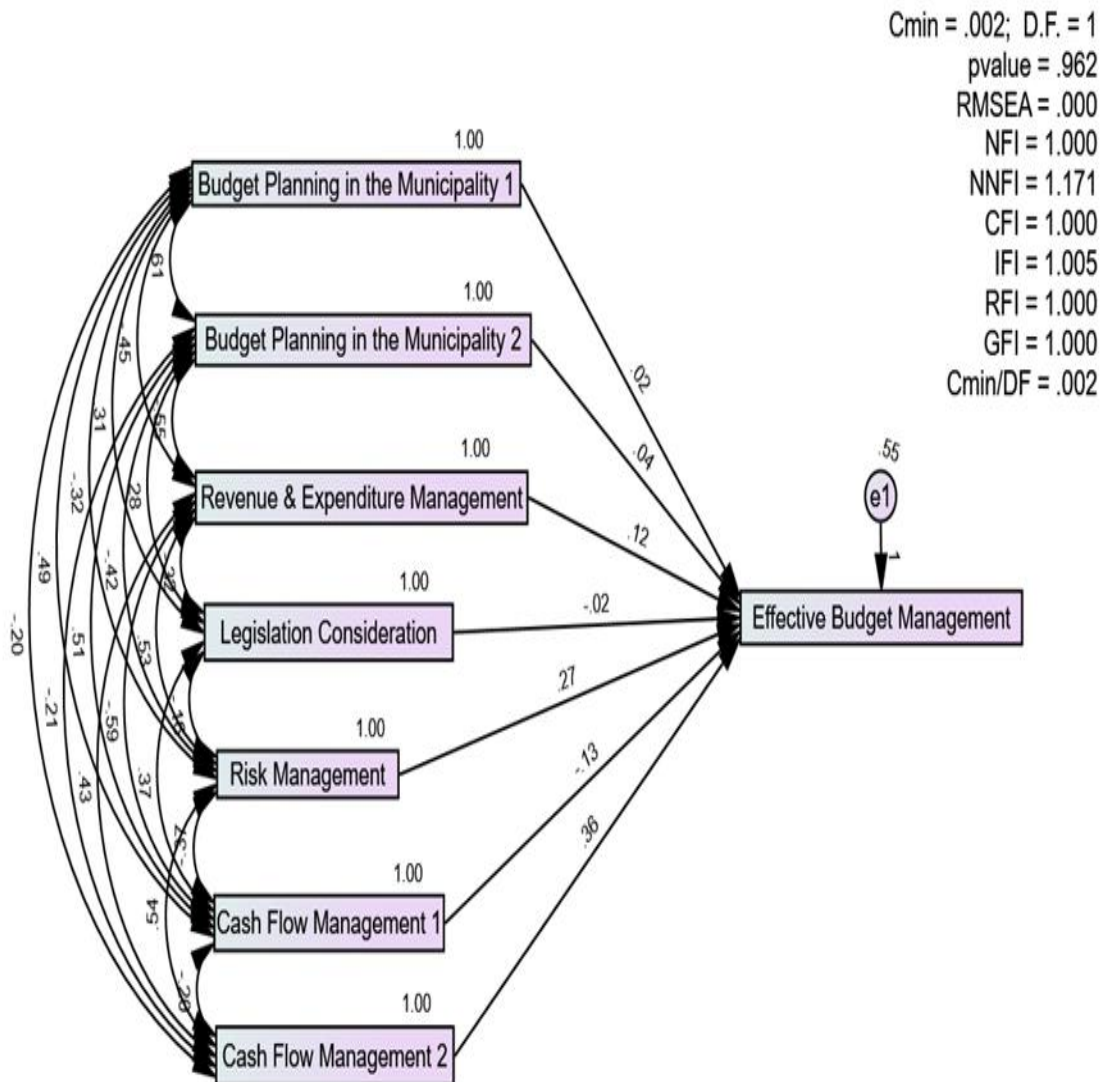 Cmin = .002; D.F. = 1
pvalue = .962
RMSEA = .000
NFI = 1.000
NNFI = 1.171
CFI = 1.000
IFI = 1.005
RFI = 1.000
GFI = 1.000
Cmin/DF = .002
1.00
Budget Planning in the Municipality 1
.61
1.00
Budget Planning in the Municipality 2
-.45
.02
-.55
.04
1.00
Revenue & Expenditure Management
.31
.28
-.32
.12
.55
e1
1
Effective Budget Management
1.00
Legislation Consideration
-.02
.49
-.42
-.20
.51
.53
.27
1.00
Risk Management
-.21
-.59
-.13
.43
.37
-.37
.36
1.00
Cash Flow Management 1
.54
1.00
Cash Flow Management 2